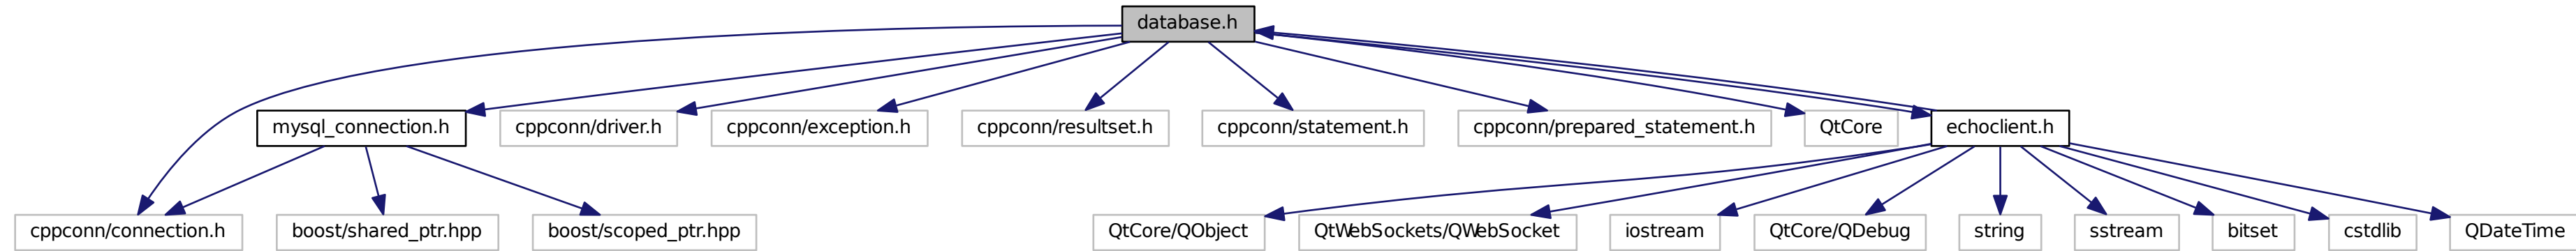 database.h
mysql_connection.h
cppconn/driver.h
cppconn/exception.h
cppconn/resultset.h
cppconn/statement.h
cppconn/prepared_statement.h
QtCore
echoclient.h
cppconn/connection.h
boost/shared_ptr.hpp
boost/scoped_ptr.hpp
QtCore/QObject
QtWebSockets/QWebSocket
iostream
QtCore/QDebug
string
sstream
bitset
cstdlib
QDateTime